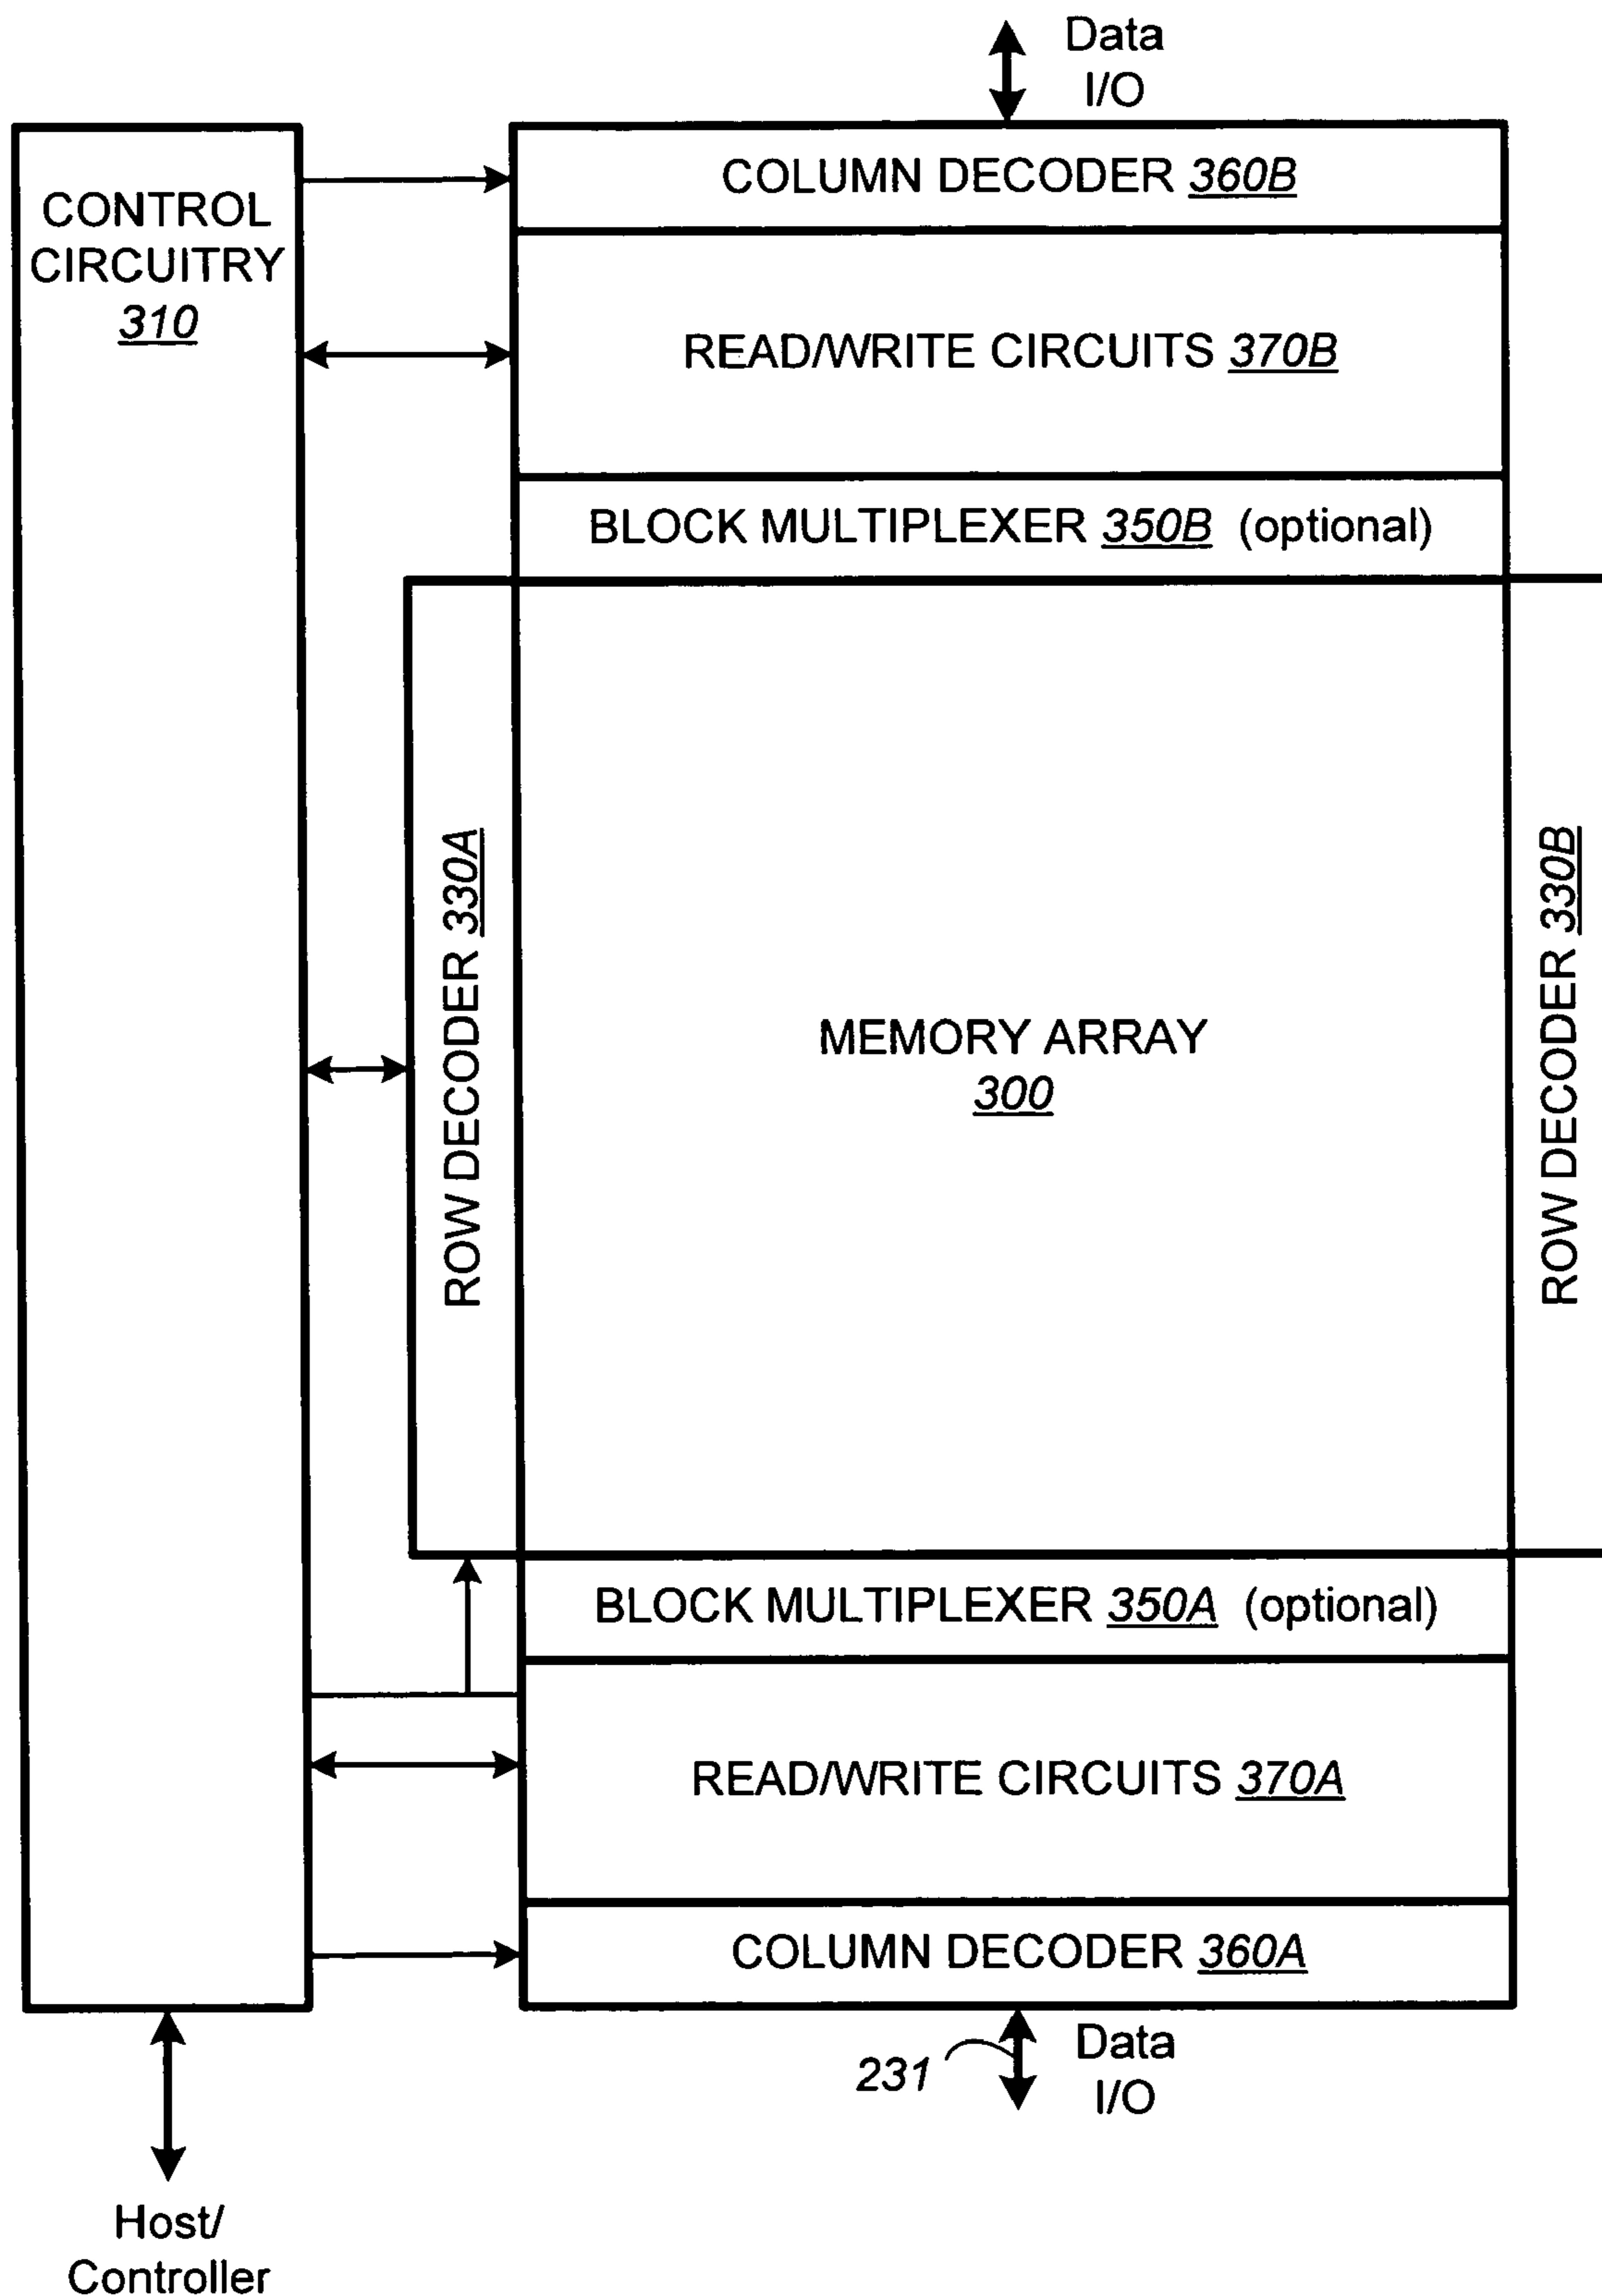 Data
I/O
COLUMN DECODER 360B
CONTROL
CIRCUITRY
310
READ/WRITE CIRCUITS 370B
BLOCK MULTIPLEXER 350B (optional)
ROW DECODER 330A
MEMORY ARRAY
300
ROW DECODER 330B
BLOCK MULTIPLEXER 350A (optional)
READ/WRITE CIRCUITS 370A
COLUMN DECODER 360A
231
Data
I/O
Host/
Controller